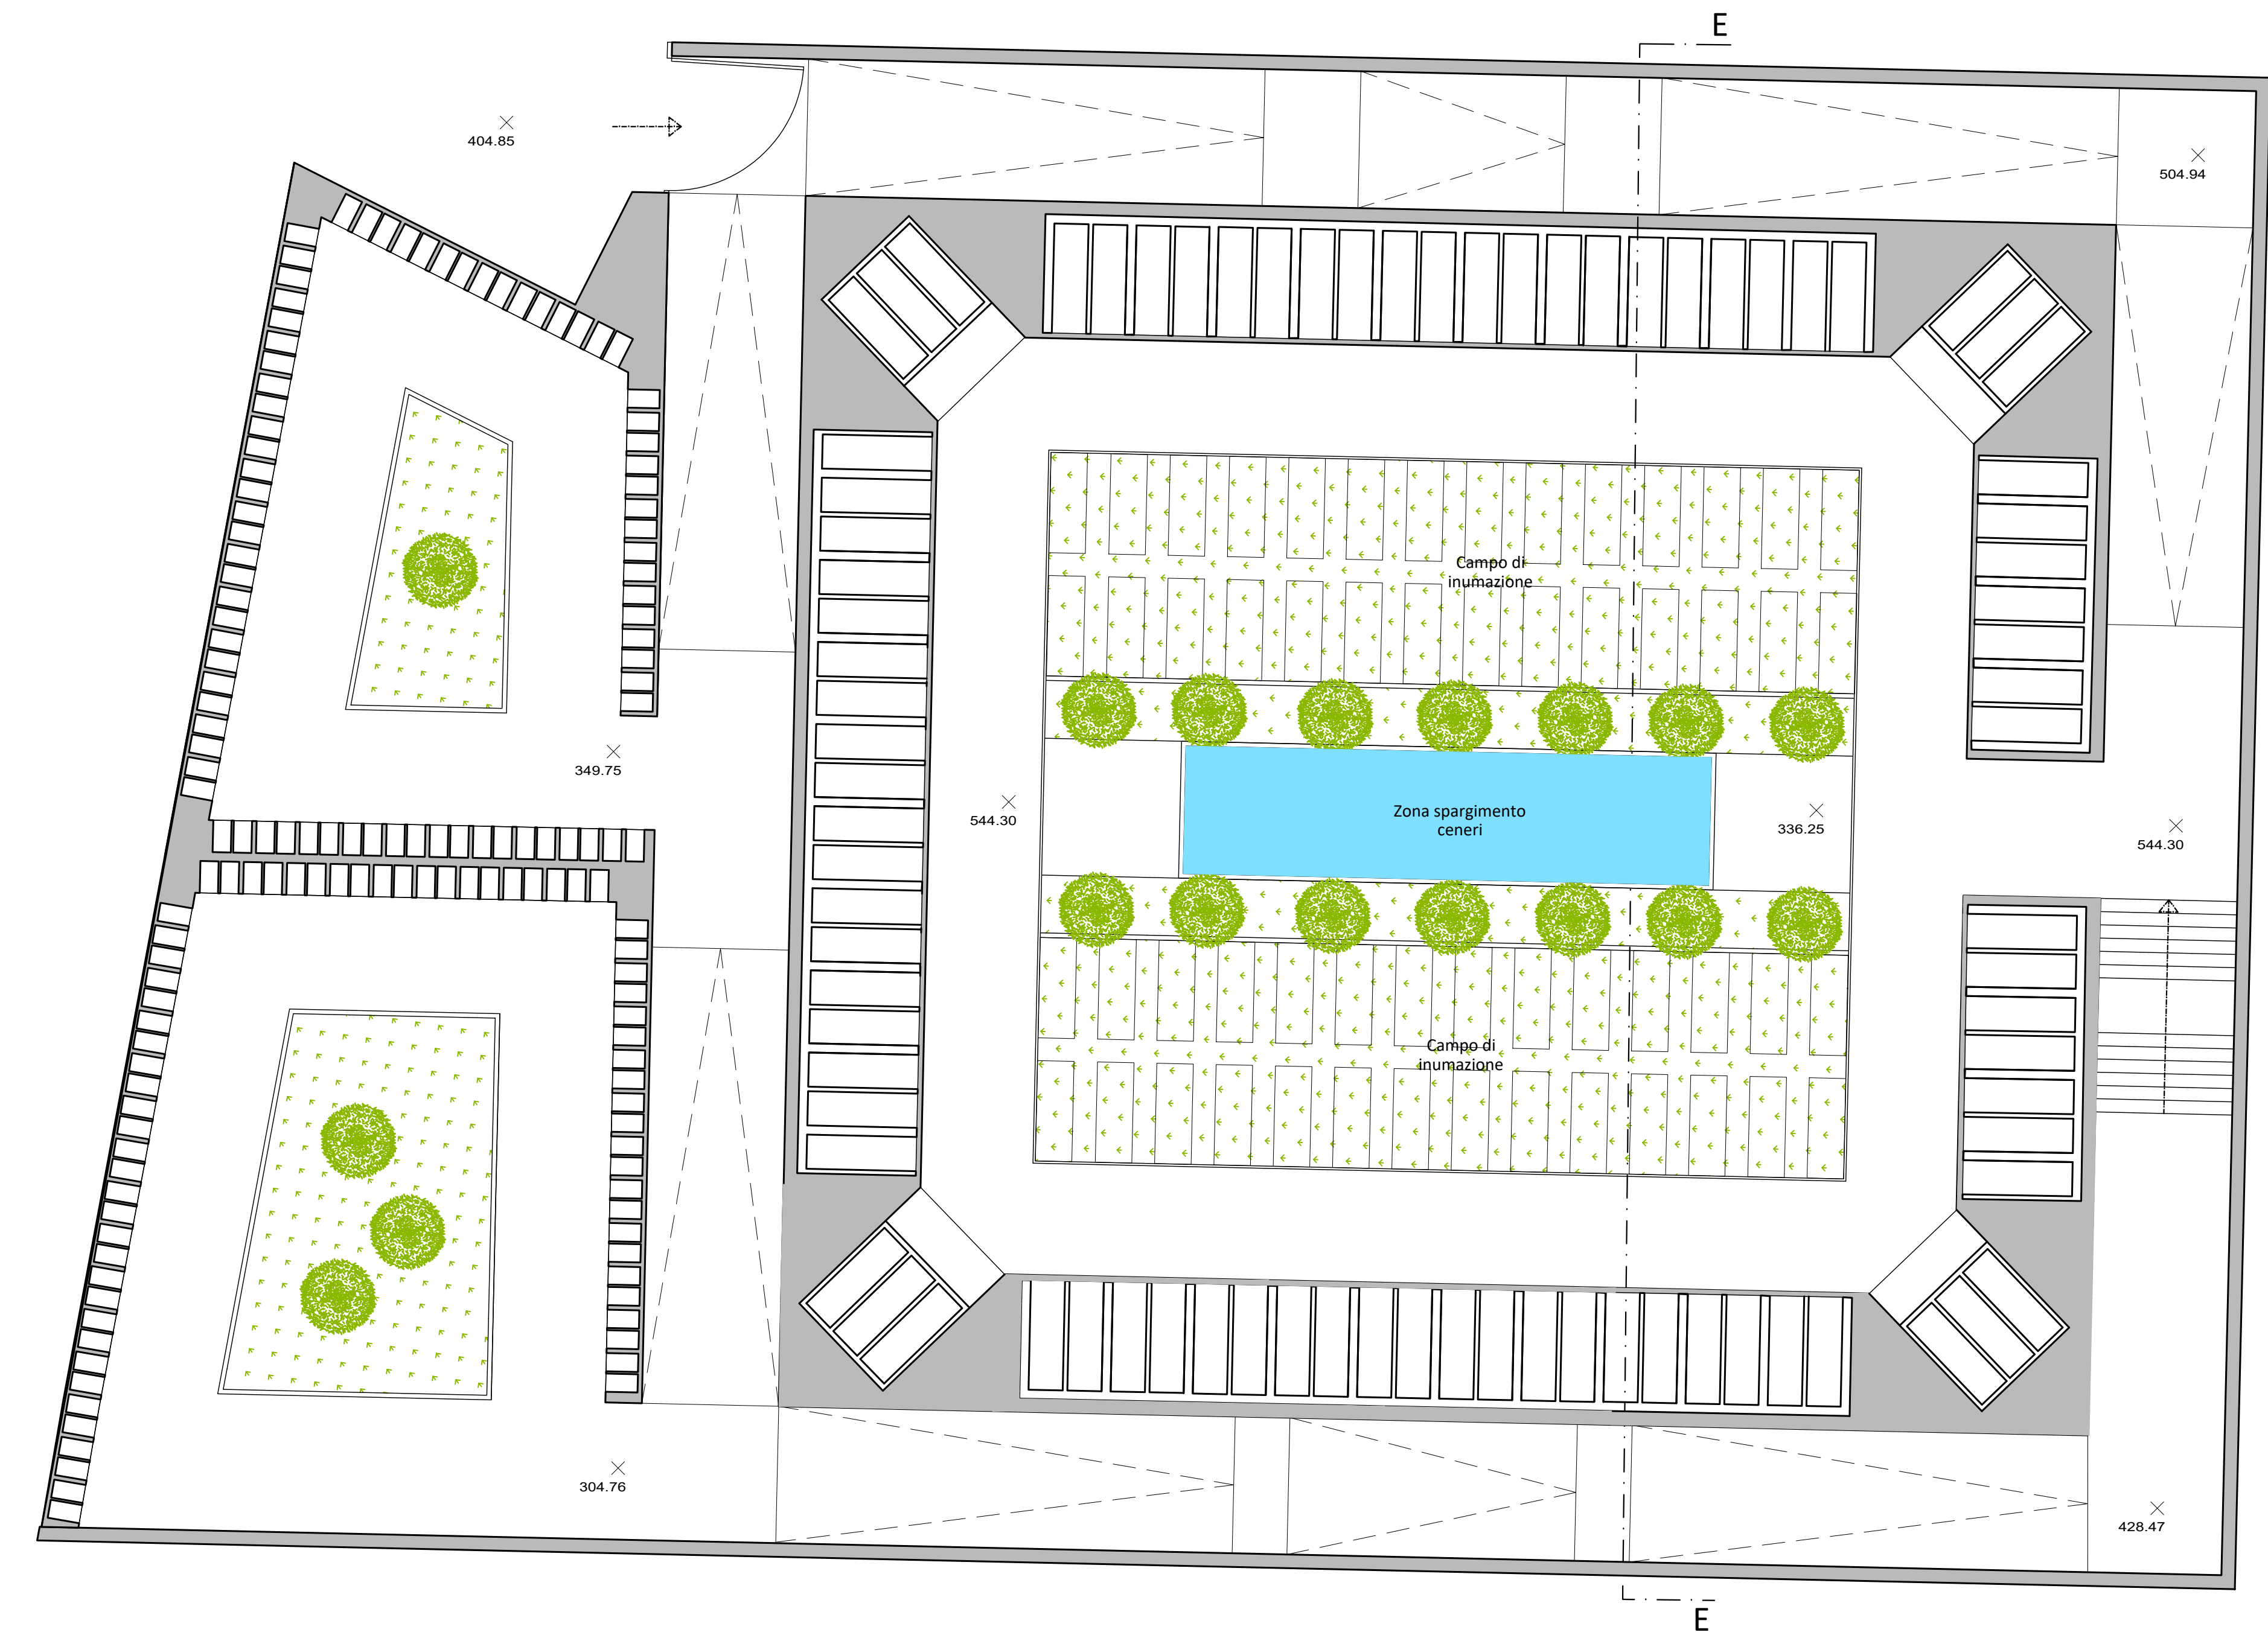 E
404.85
504.94
Campo di
inumazione
349.75
544.30
Zona spargimento
ceneri
336.25
544.30
Campo di
inumazione
304.76
428.47
E